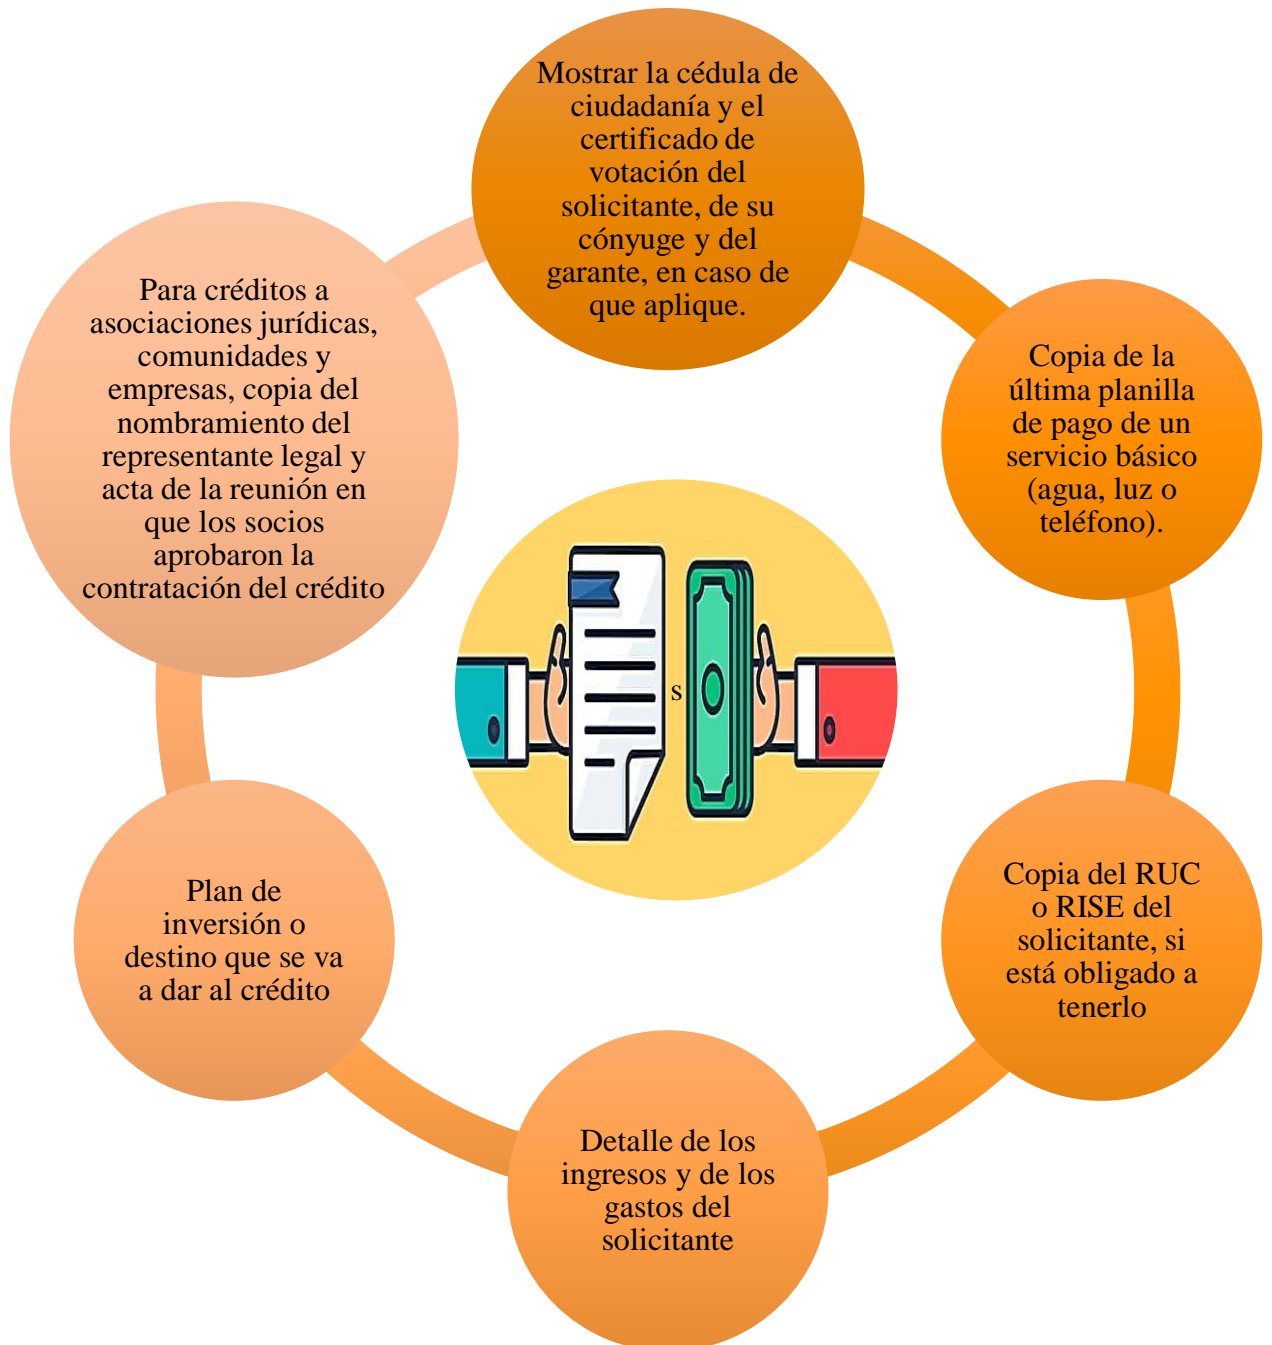 Mostrar la cédula de
ciudadanía y el
certificado de
votación del
solicitante, de su
cónyuge y del
garante, en caso de
que aplique.
Copia de la
última planilla
de pago de un
servicio básico
(agua, luz o
teléfono).
Copia del RUC
o RISE del
solicitante, si
está obligado a
tenerlo
Detalle de los
ingresos y de los
gastos del
solicitante
Plan de
inversión o
destino que se va
a dar al crédito
Para créditos a
asociaciones jurídicas,
comunidades y
empresas, copia del
nombramiento del
representante legal y
acta de la reunión en
que los socios
aprobaron la
contratación del crédito
s